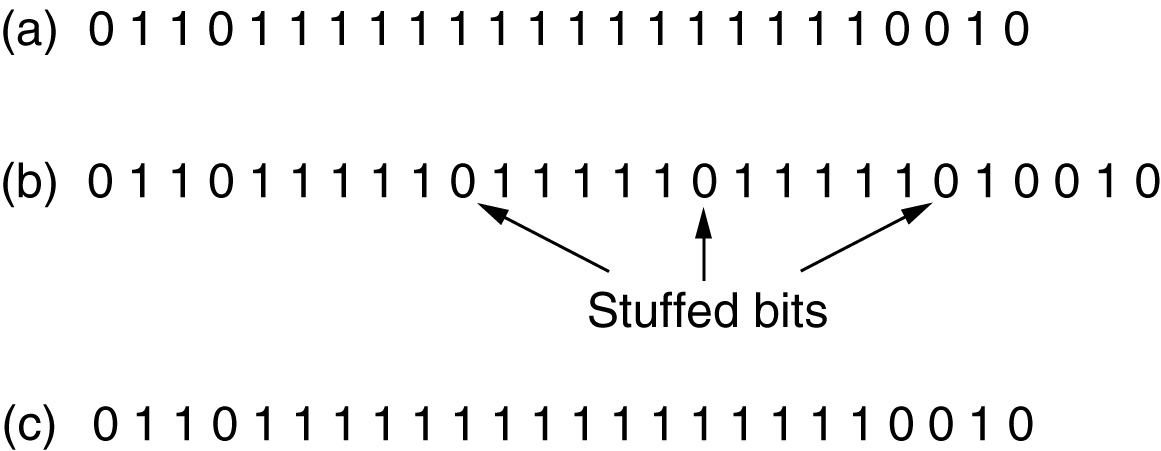 (a) 0 1 1 0 1 1 1 1 1 1 1 1 1 1 1 1 1 1 1 1 0 0 1 0
(b) 0 1 1 0 1 1 1 1 1 0 1 1 1 1 1 0 1 1 1 1 1 0 1 0 0 1 0
Stuffed bits
(c) 0 1 1 0 1 1 1 1 1 1 1 1 1 1 1 1 1 1 1 1 0 0 1 0